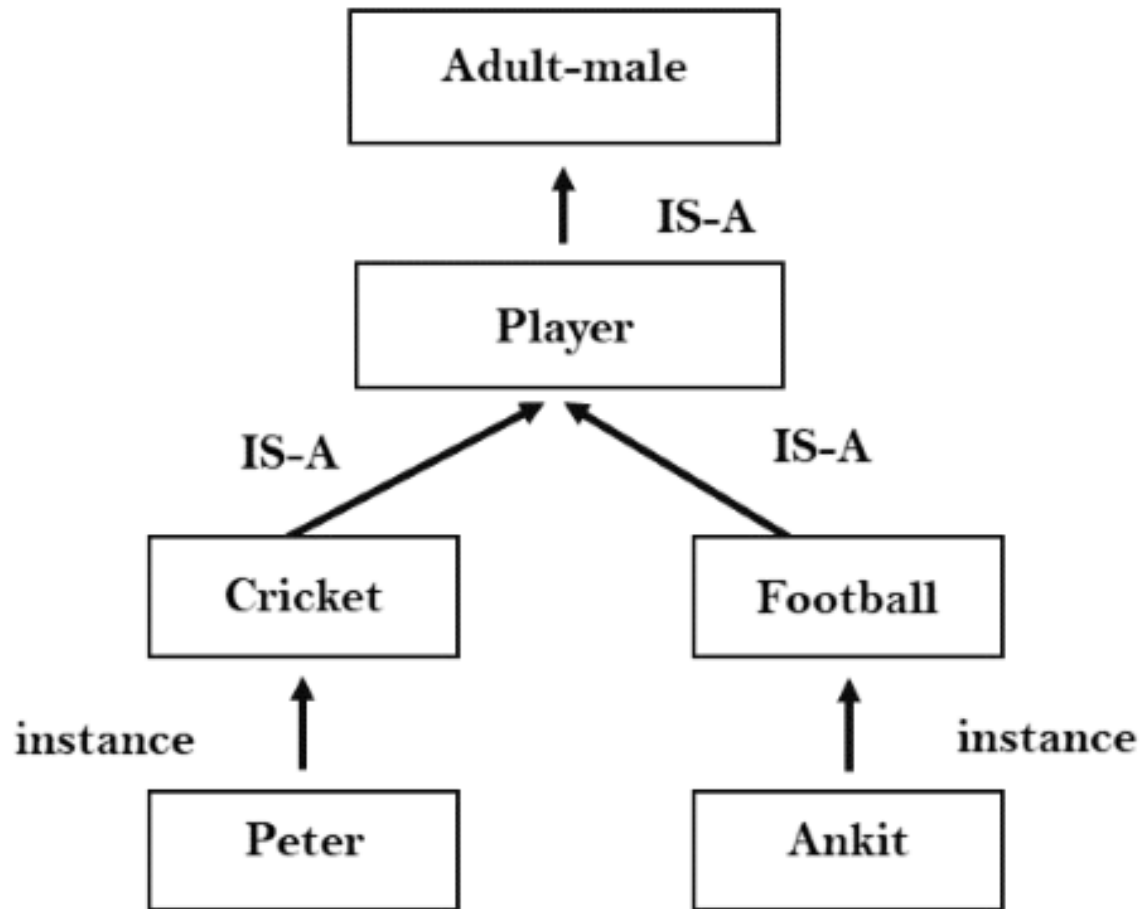 Adult-male
IS-A
Player
IS-A
IS-A
Cricket
Football
instance
instance
Peter
Ankit